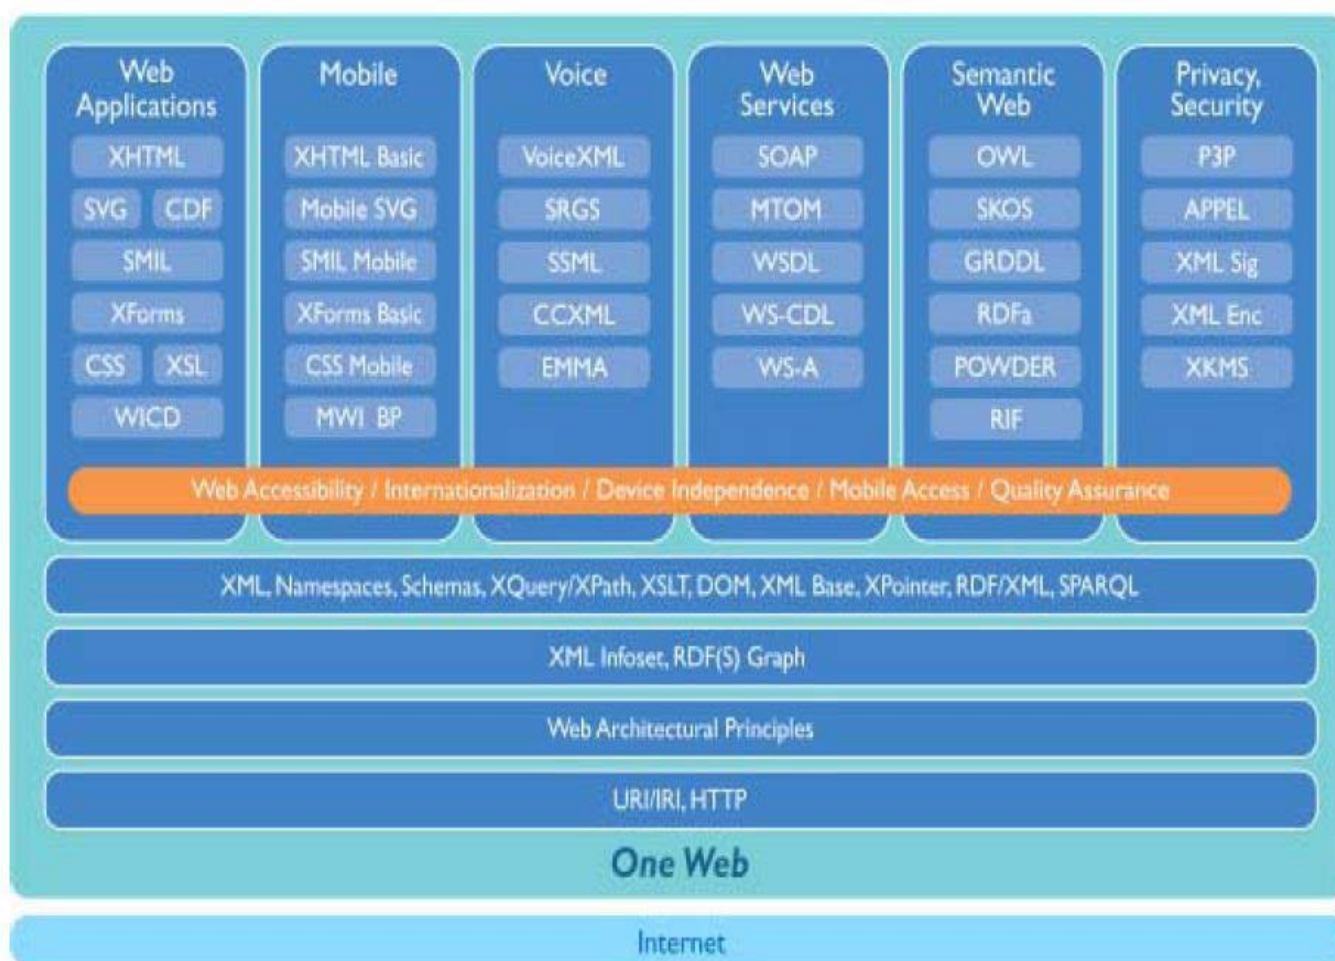 Web
Applications
XHTML
SVG CDF
SMIL
XForms
CSS XSL
WICD
Mobile
XHTML Basic
Mobile SVG
SMIL Mobile
XForms Basic
CSS Mobile
MWI BP
Voice
VoiceXML
SRGS
SSML
CCXML
EMMA
Web
Services
SOAP
MTOM
WSDL
WS-CDL
WS-A
Semantic
Web
OWL
SKOS
GRDDL
RDFa
POWDER
RIF
Privacy,
Security
P3P
APPEL
XML Sig
XML Enc
XKMS
Web Accessibility / Internationalization / Device Independence / Mobile Access / Quality Assurance
XML, Namespaces, Schemas, XQuery/XPath, XSLT, DOM, XML Base, XPointer, RDF/XML, SPARQL
XML Infoset, RDF(S) Graph
Web Architectural Principles
URI/IRI, HTTP
One Web
Internet